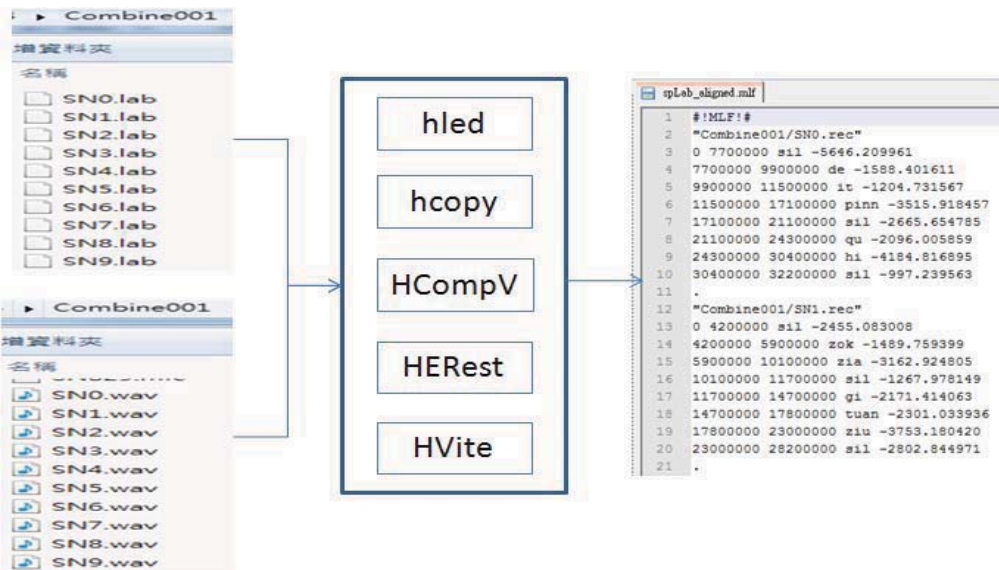 Combine001
增資料夾
名稱
SN0.lab
SN1.lab
SN2.lab
SN3.lab
SN4.lab
SN5.lab
SN6.lab
SN7.lab
SN8.lab
SN9.lab
Combine001
增資料夾
名稱
SN0.wav
SN1.wav
SN2.wav
SN3.wav
SN4.wav
SN5.wav
SN6.wav
SN7.wav
SN8.wav
SN9.wav
hled
hcopy
HCompV
HERest
HVite
spLab_aligned.mlf
1 #!MLF!#
2 "Combine001/SN0.rec"
3 0 7700000 sil -5646.209961
4 7700000 9900000 de -1588.401611
5 9900000 11500000 it -1204.731567
6 11500000 17100000 pinn -3515.918457
7 17100000 21100000 sil -2665.654785
8 21100000 24300000 qu -2096.005859
9 24300000 30400000 hi -4184.816895
10 30400000 32200000 sil -997.239563
11 .
12 "Combine001/SN1.rec"
13 0 4200000 sil -2455.083008
14 4200000 5900000 zok -1489.759399
15 5900000 10100000 zia -3162.924805
16 10100000 11700000 sil -1267.978149
17 11700000 14700000 gi -2171.414063
18 14700000 17800000 tuan -2301.033936
19 17800000 23000000 ziu -3753.180420
20 23000000 28200000 sil -2802.844971
21 .